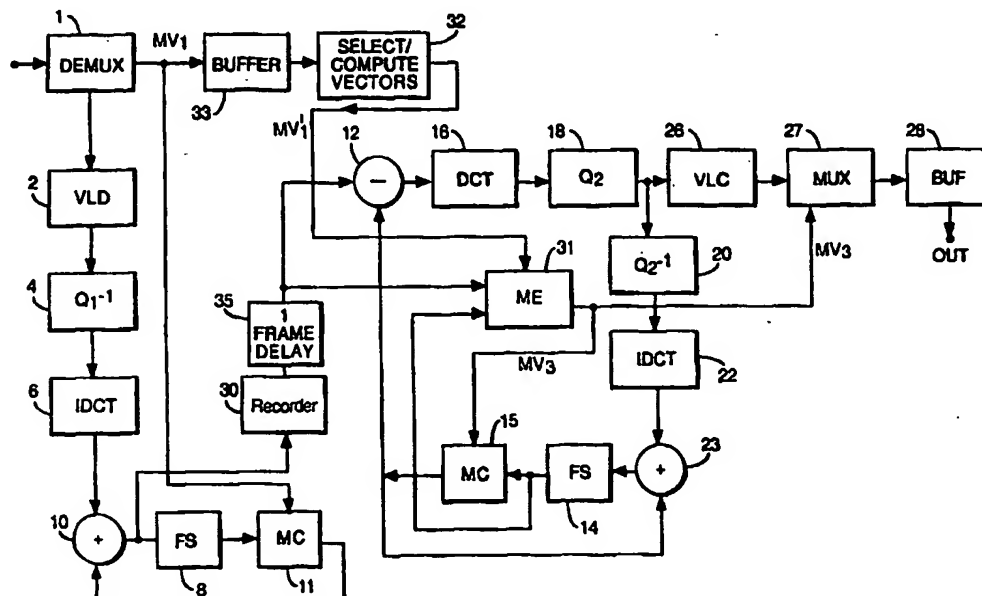 1
DEMUX
MV1
BUFFER
33
SELECT/
COMPUTE
VECTORS
32
MV1'
12
−
16
DCT
18
Q2
26
VLC
27
MUX
28
BUF
OUT
2
VLD
4
Q1-1
6
IDCT
10
+
FS
8
MC
11
35
1
FRAME
DELAY
30
Recorder
31
ME
MV3
MV3
Q2-1
20
IDCT
22
15
MC
FS
14
+
23